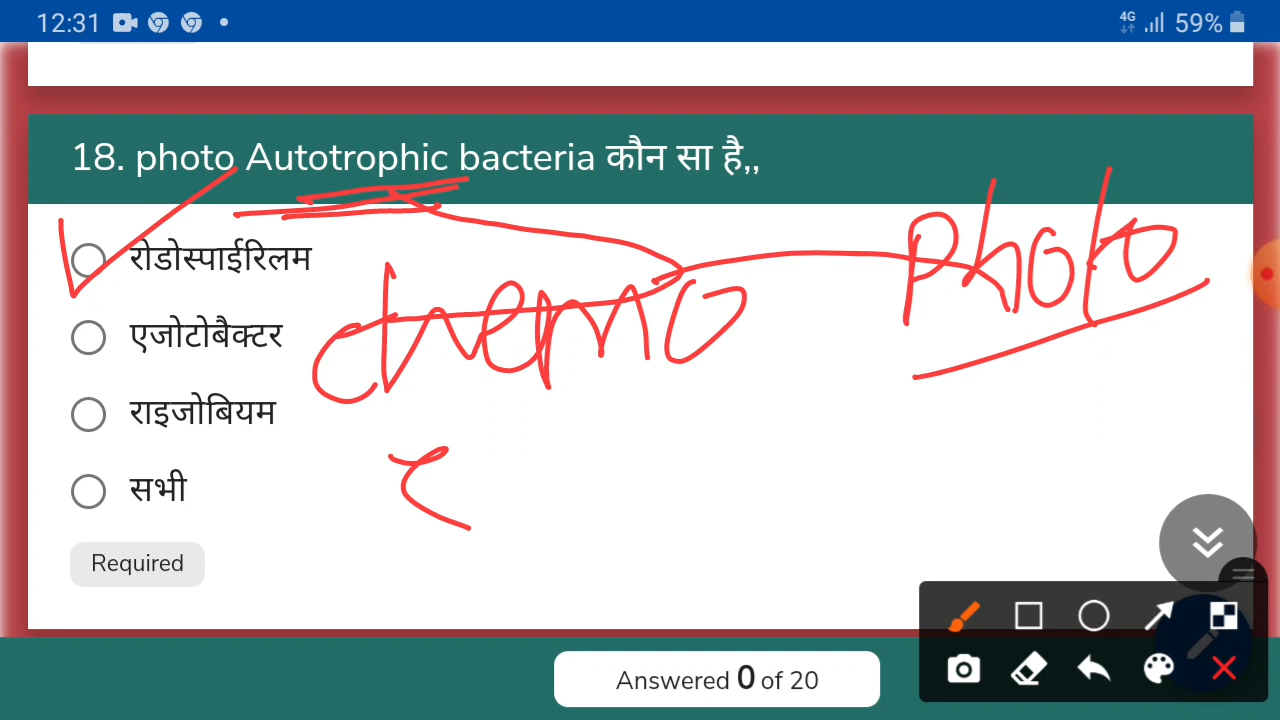 12:31
4G
59%
18. photo Autotrophic bacteria कौन सा है,,
रोडोस्पाईरिलम
एजोटोबैक्टर
राइजोबियम
सभी
chemo
Photo
Required
Answered 0 of 20